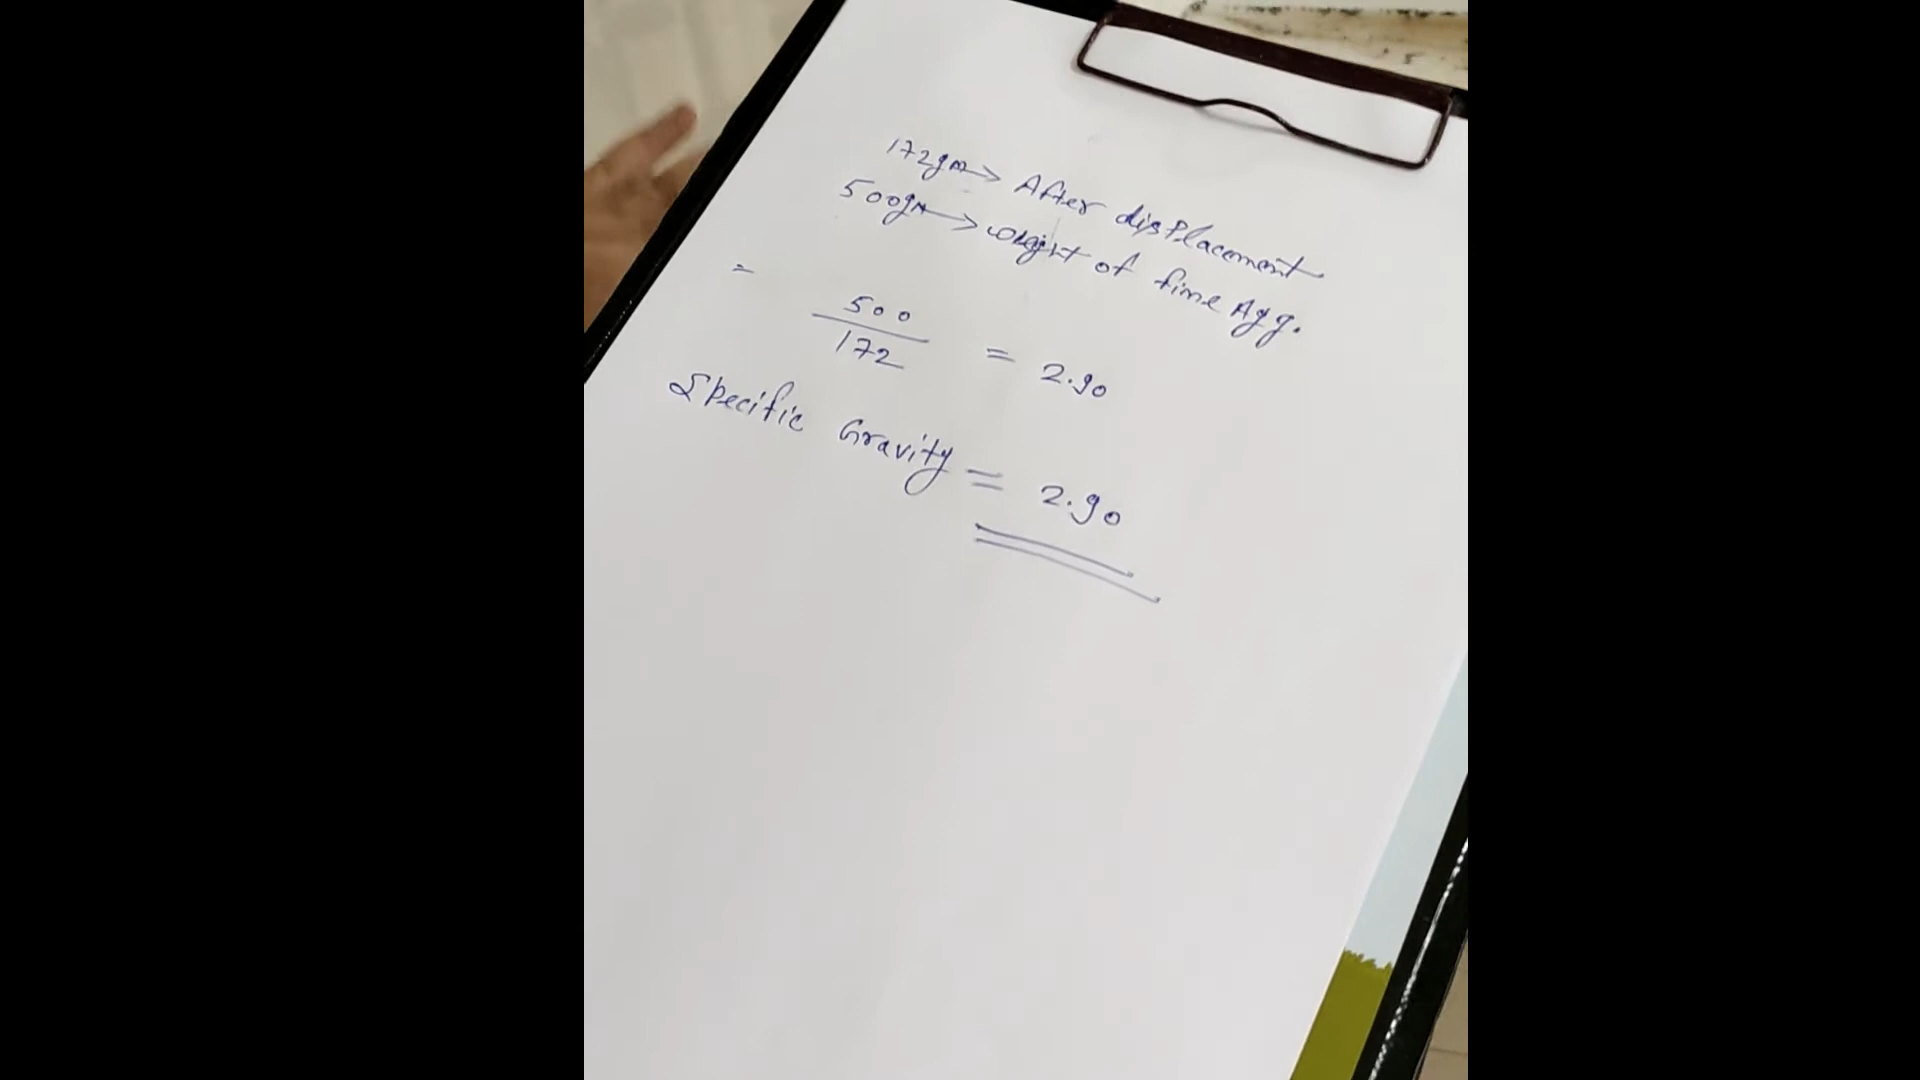 172gm → After displacement
500gm → weight of fine Agg.
=
500
172
= 2.90
Specific Gravity = 2.90